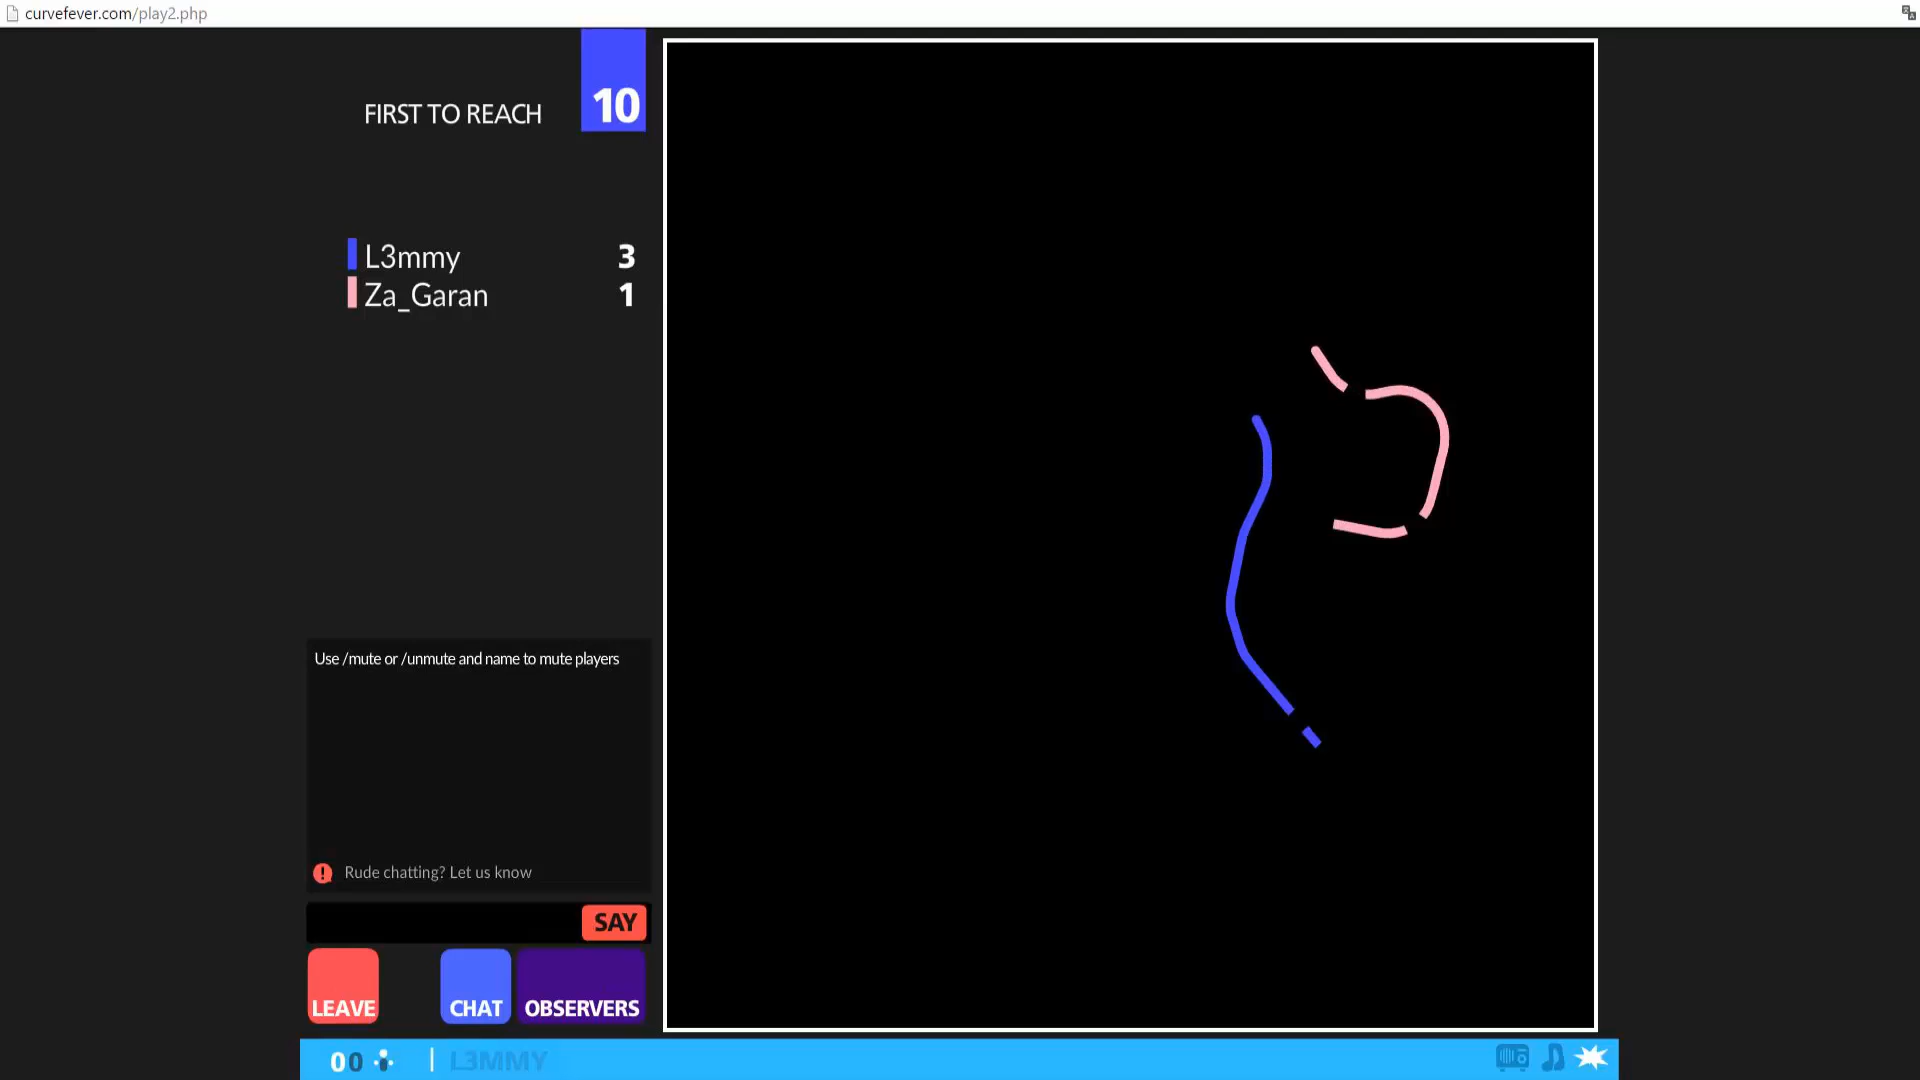 curvefever.com/play2.php
FIRST TO REACH 10
L3mmy 3
Za_Garan 1
Use /mute or /unmute and name to mute players
! Rude chatting? Let us know
SAY
LEAVE CHAT OBSERVERS
00 L3MMY